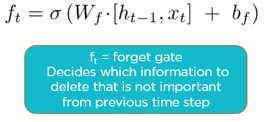 f_t = σ (W_f·[h_{t−1}, x_t] + b_f)
f_t = forget gate
Decides which information to
delete that is not important
from previous time step